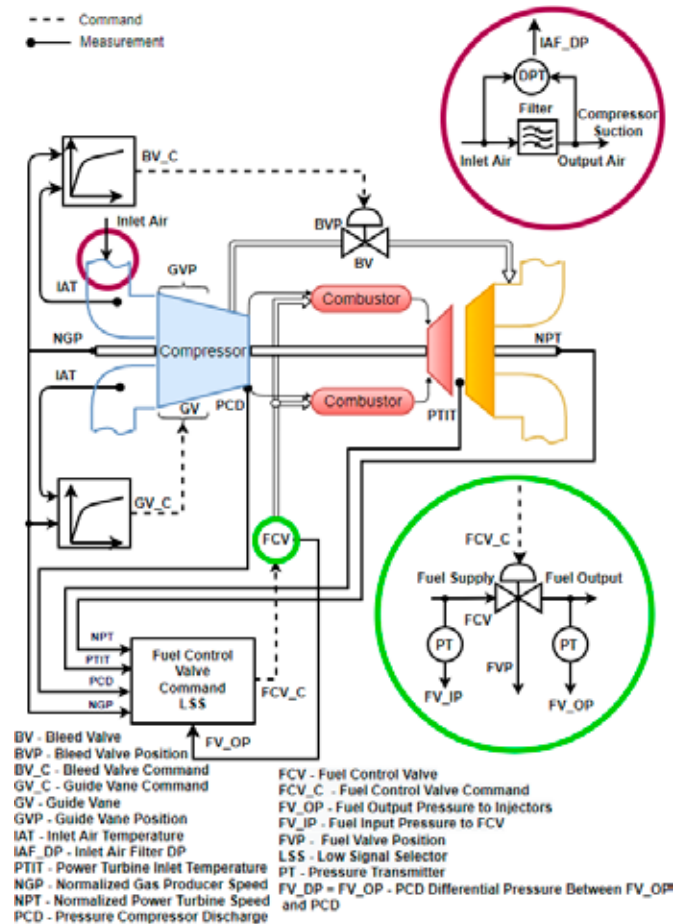 Command
Measurement
IAF_DP
DPT
Filter
Compressor
Suction
Inlet Air
Output Air
BV_C
Inlet Air
BVP
BV
IAT
GVP
Combustor
NGP
Compressor
NPT
IAT
GV
PCD
Combustor
PTIT
GV_C
FCV
FCV_C
Fuel Supply
Fuel Output
FCV
PT
PT
FVP
FV_IP
FV_OP
NPT
PTIT
PCD
NGP
Fuel Control
Valve
Command
LSS
FCV_C
FV_OP
BV - Bleed Valve
BVP - Bleed Valve Position
BV_C - Bleed Valve Command
GV_C - Guide Vane Command
GV - Guide Vane
GVP - Guide Vane Position
IAT - Inlet Air Temperature
IAF_DP - Inlet Air Filter DP
PTIT - Power Turbine Inlet Temperature
NGP - Normalized Gas Producer Speed
NPT - Normalized Power Turbine Speed
PCD - Pressure Compressor Discharge
FCV - Fuel Control Valve
FCV_C - Fuel Control Valve Command
FV_OP - Fuel Output Pressure to Injectors
FV_IP - Fuel Input Pressure to FCV
FVP - Fuel Valve Position
LSS - Low Signal Selector
PT - Pressure Transmitter
FV_DP = FV_OP - PCD Differential Pressure Between FV_OP
and PCD